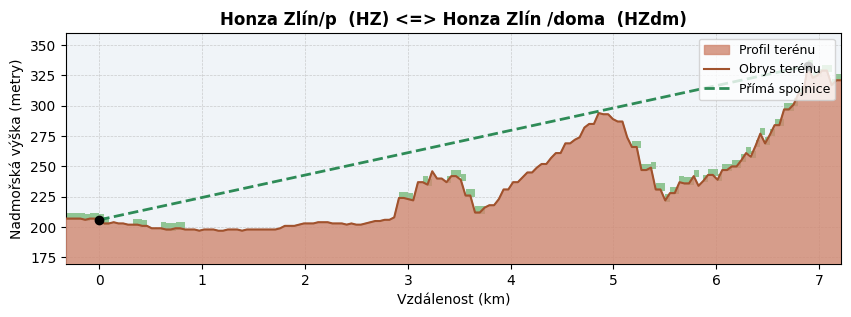 Honza Zlín/p  (HZ) <=> Honza Zlín /doma  (HZdm)
Nadmořská výška (metry)
350
325
300
275
250
225
200
175
Profil terénu
Obrys terénu
Přímá spojnice
0 1 2 3 4 5 6 7
Vzdálenost (km)